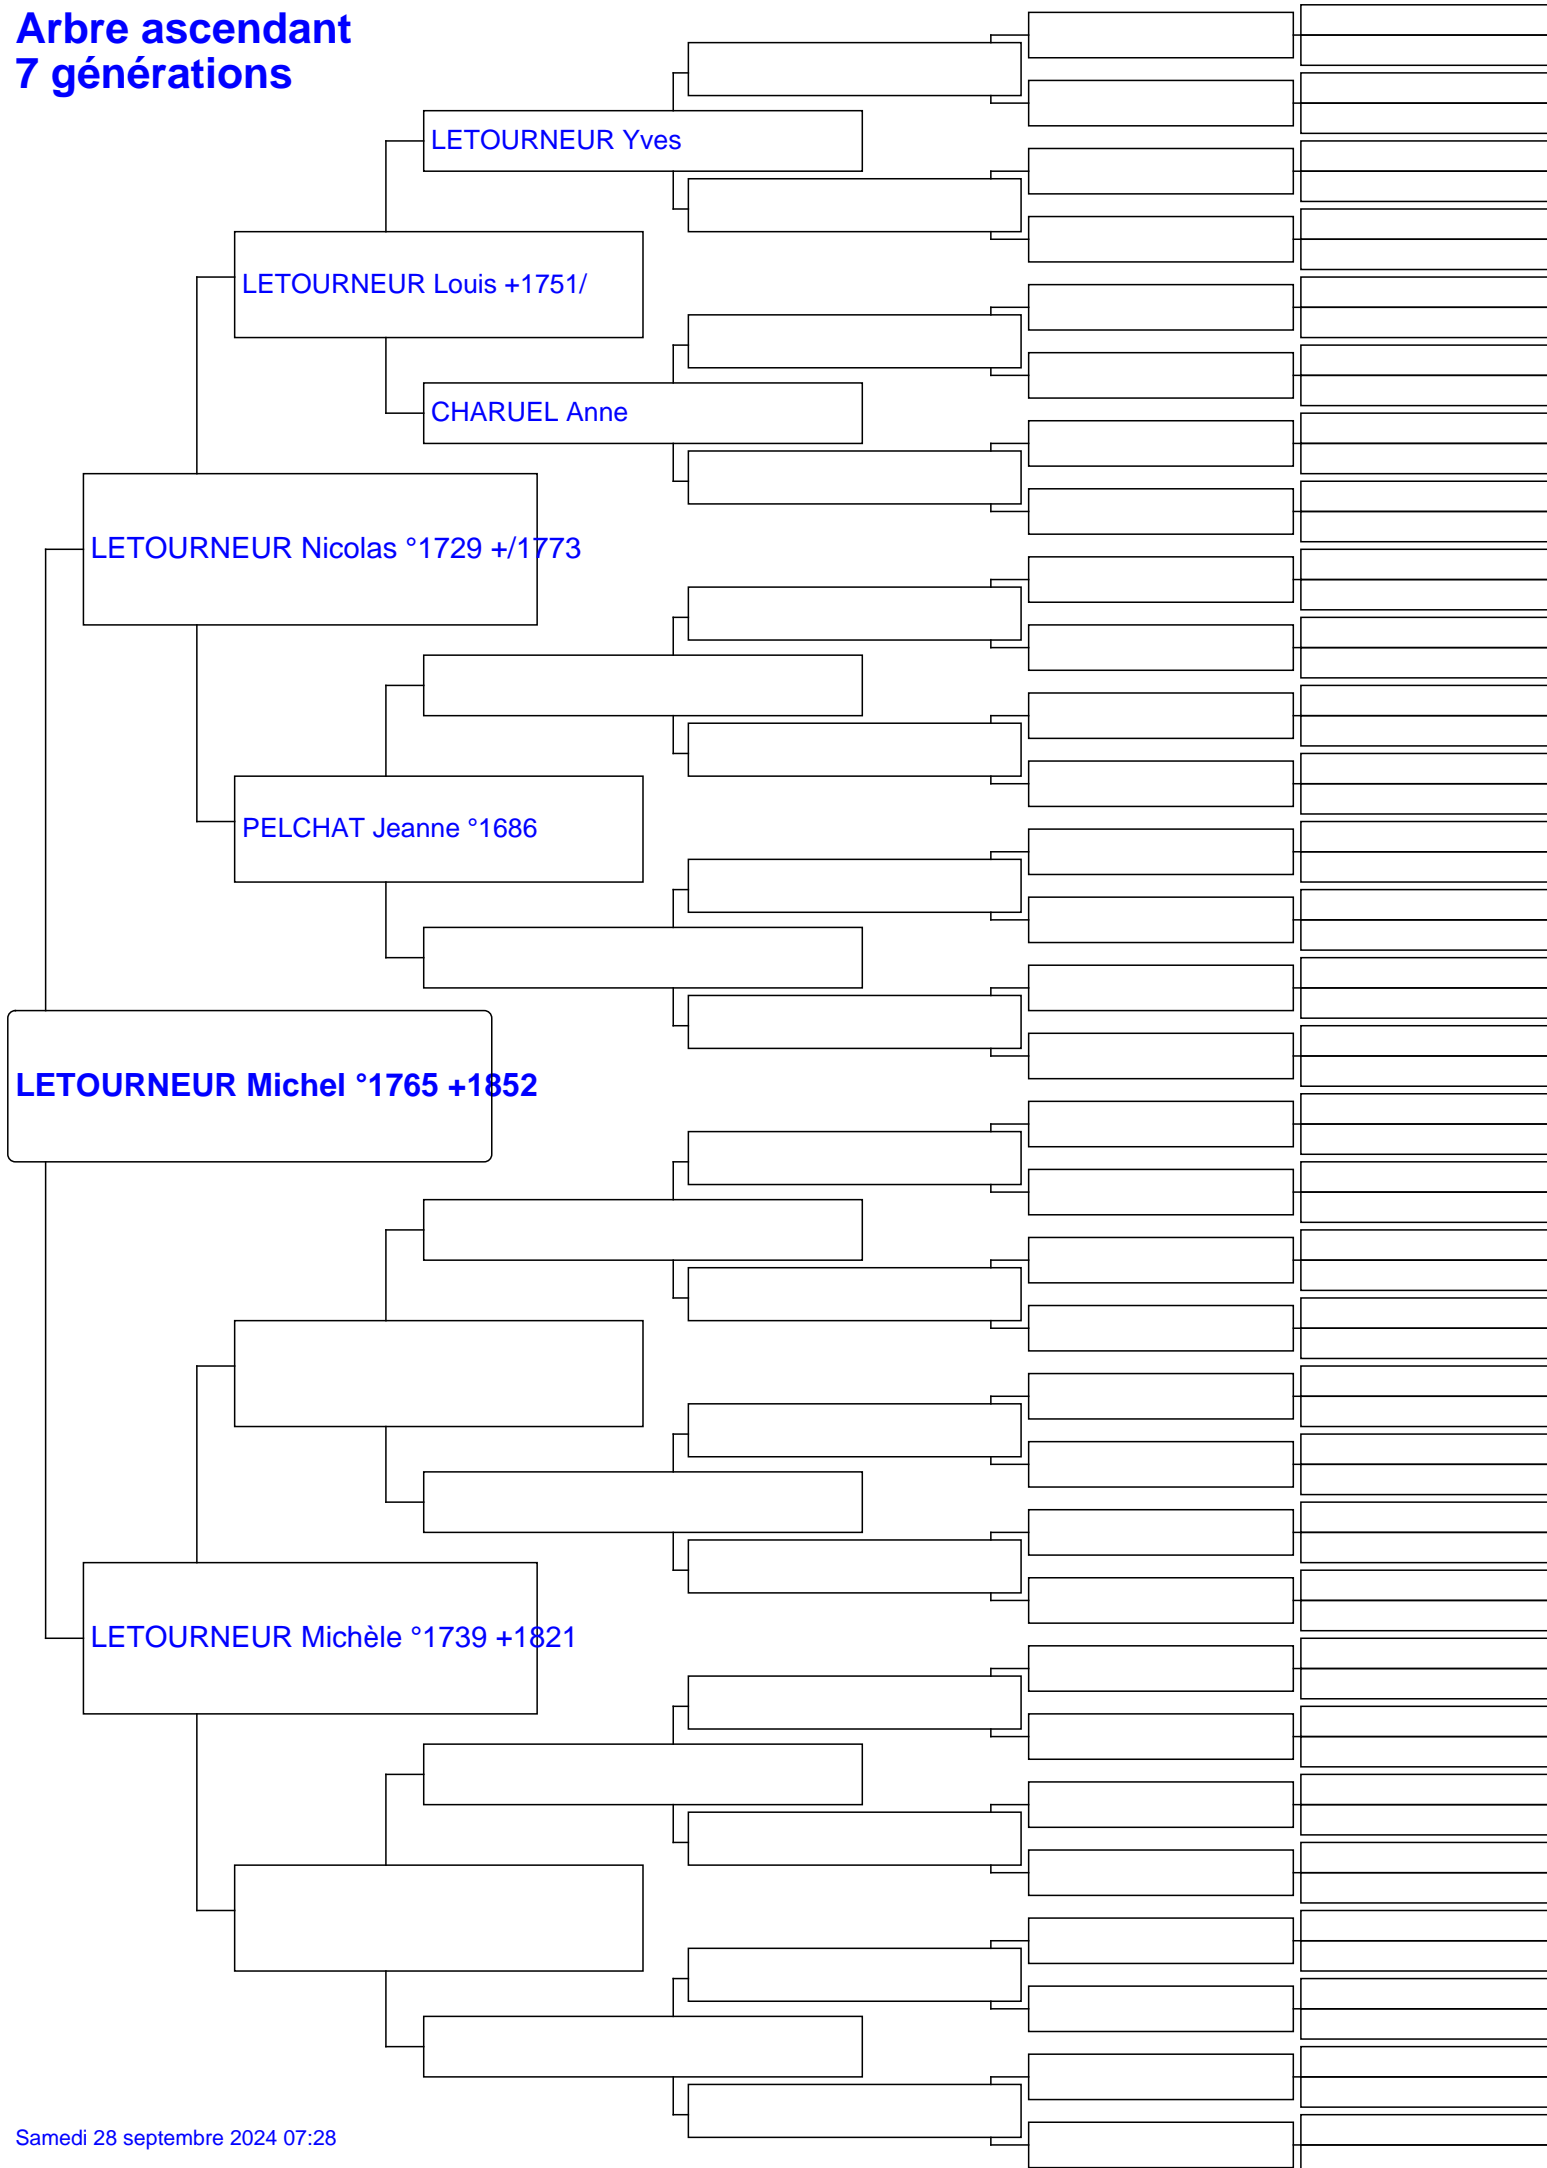 Arbre ascendant
7 générations
LETOURNEUR Yves
LETOURNEUR Louis +1751/
CHARUEL Anne
LETOURNEUR Nicolas °1729 +/1773
PELCHAT Jeanne °1686
LETOURNEUR Michel °1765 +1852
LETOURNEUR Michèle °1739 +1821
Samedi 28 septembre 2024 07:28